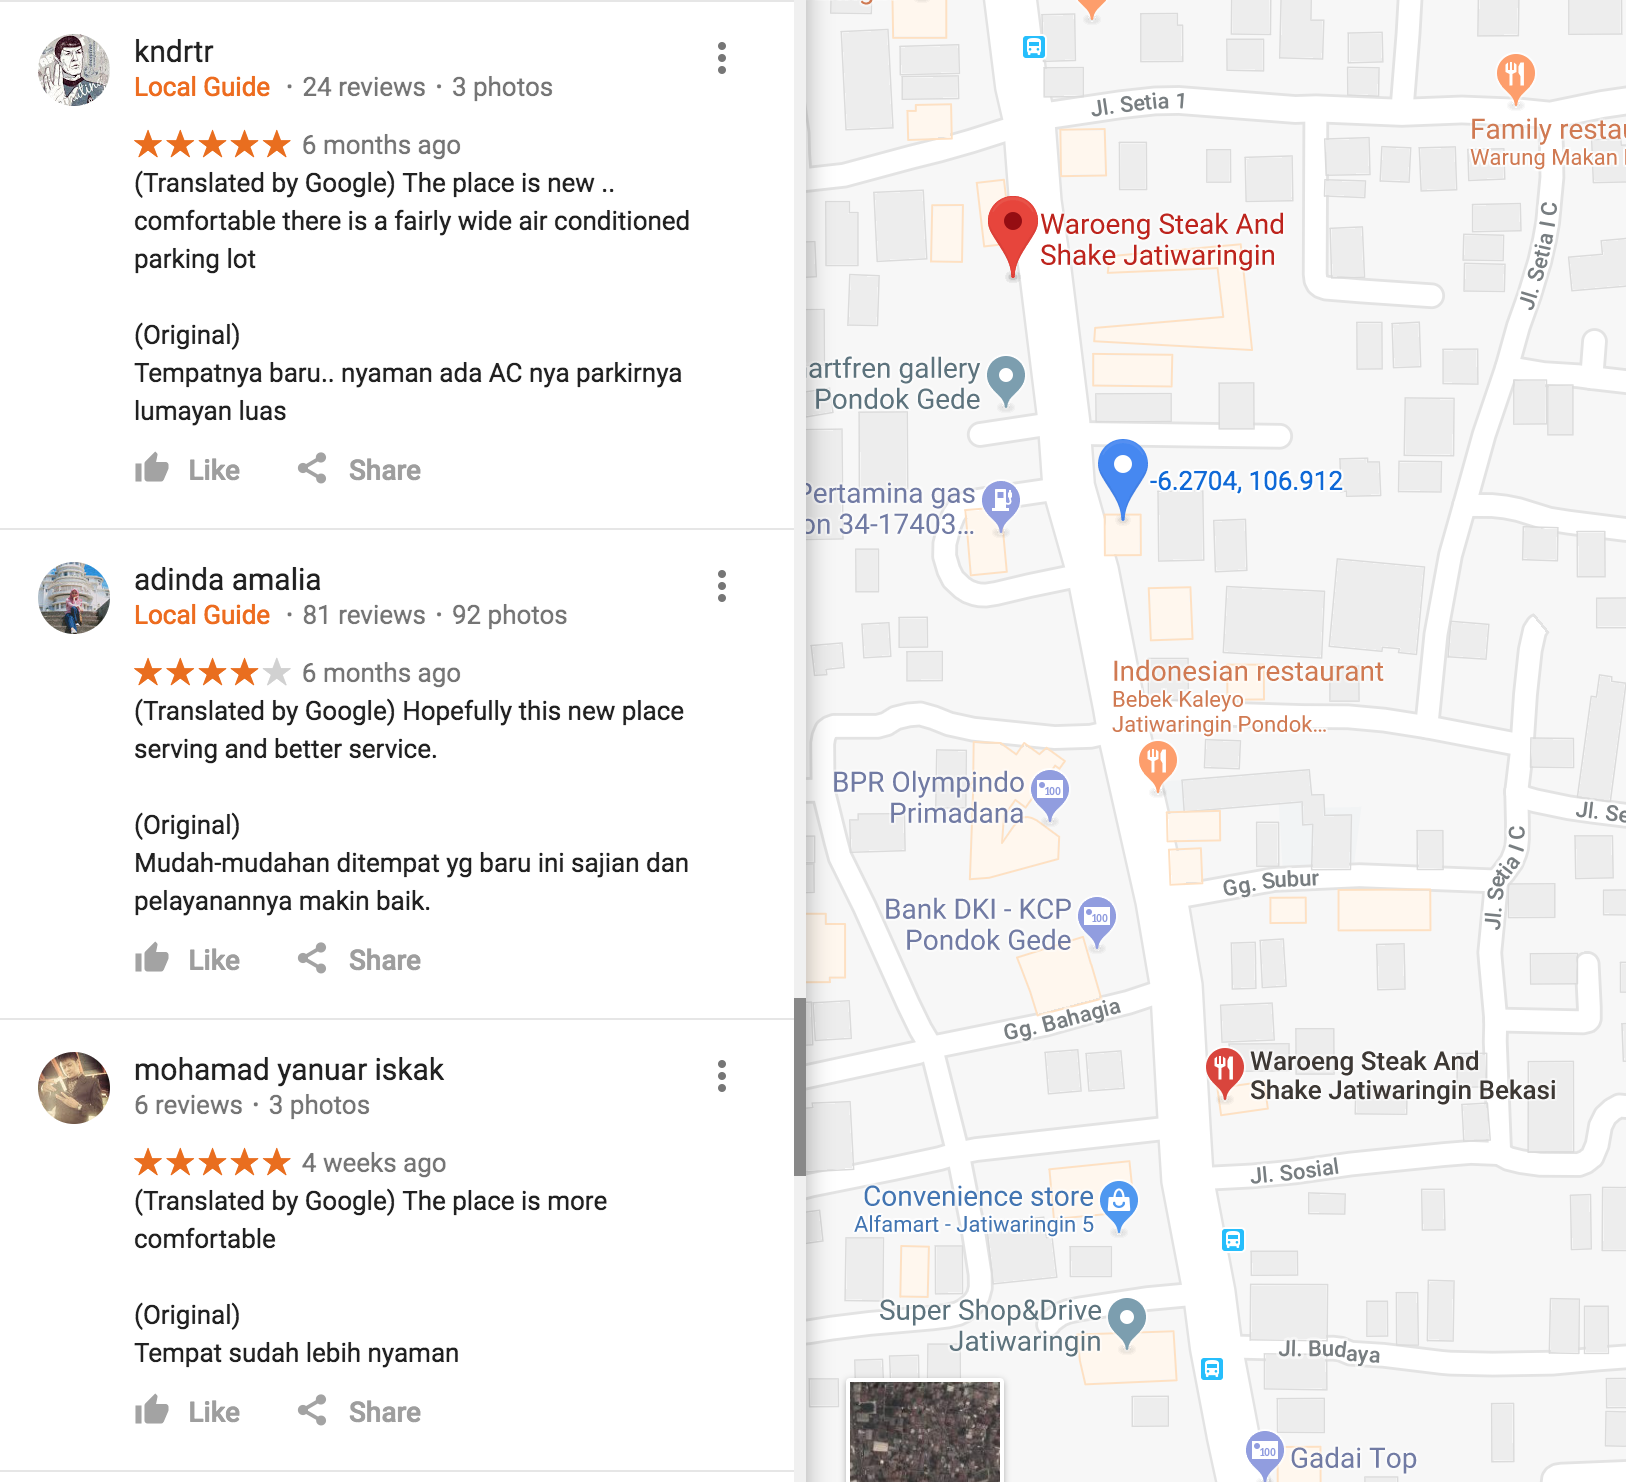 kndrtr
Local Guide · 24 reviews · 3 photos
6 months ago
(Translated by Google) The place is new ..
comfortable there is a fairly wide air conditioned
parking lot
(Original)
Tempatnya baru.. nyaman ada AC nya parkirnya
lumayan luas
Like Share
adinda amalia
Local Guide · 81 reviews · 92 photos
6 months ago
(Translated by Google) Hopefully this new place
serving and better service.
(Original)
Mudah-mudahan ditempat yg baru ini sajian dan
pelayanannya makin baik.
Like Share
mohamad yanuar iskak
6 reviews · 3 photos
4 weeks ago
(Translated by Google) The place is more
comfortable
(Original)
Tempat sudah lebih nyaman
Like Share
Jl. Setia 1
Family restau
Warung Makan
Waroeng Steak And
Shake Jatiwaringin
Jl. Setia I C
artfren gallery
Pondok Gede
-6.2704, 106.912
Pertamina gas
on 34-17403...
Indonesian restaurant
Bebek Kaleyo
Jatiwaringin Pondok...
BPR Olympindo
Primadana
100
Jl. Se
Gg. Subur
Jl. Setia I C
Bank DKI - KCP
Pondok Gede
100
Gg. Bahagia
Waroeng Steak And
Shake Jatiwaringin Bekasi
Jl. Sosial
Convenience store
Alfamart - Jatiwaringin 5
Super Shop&Drive
Jatiwaringin
Jl. Budaya
100
Gadai Top